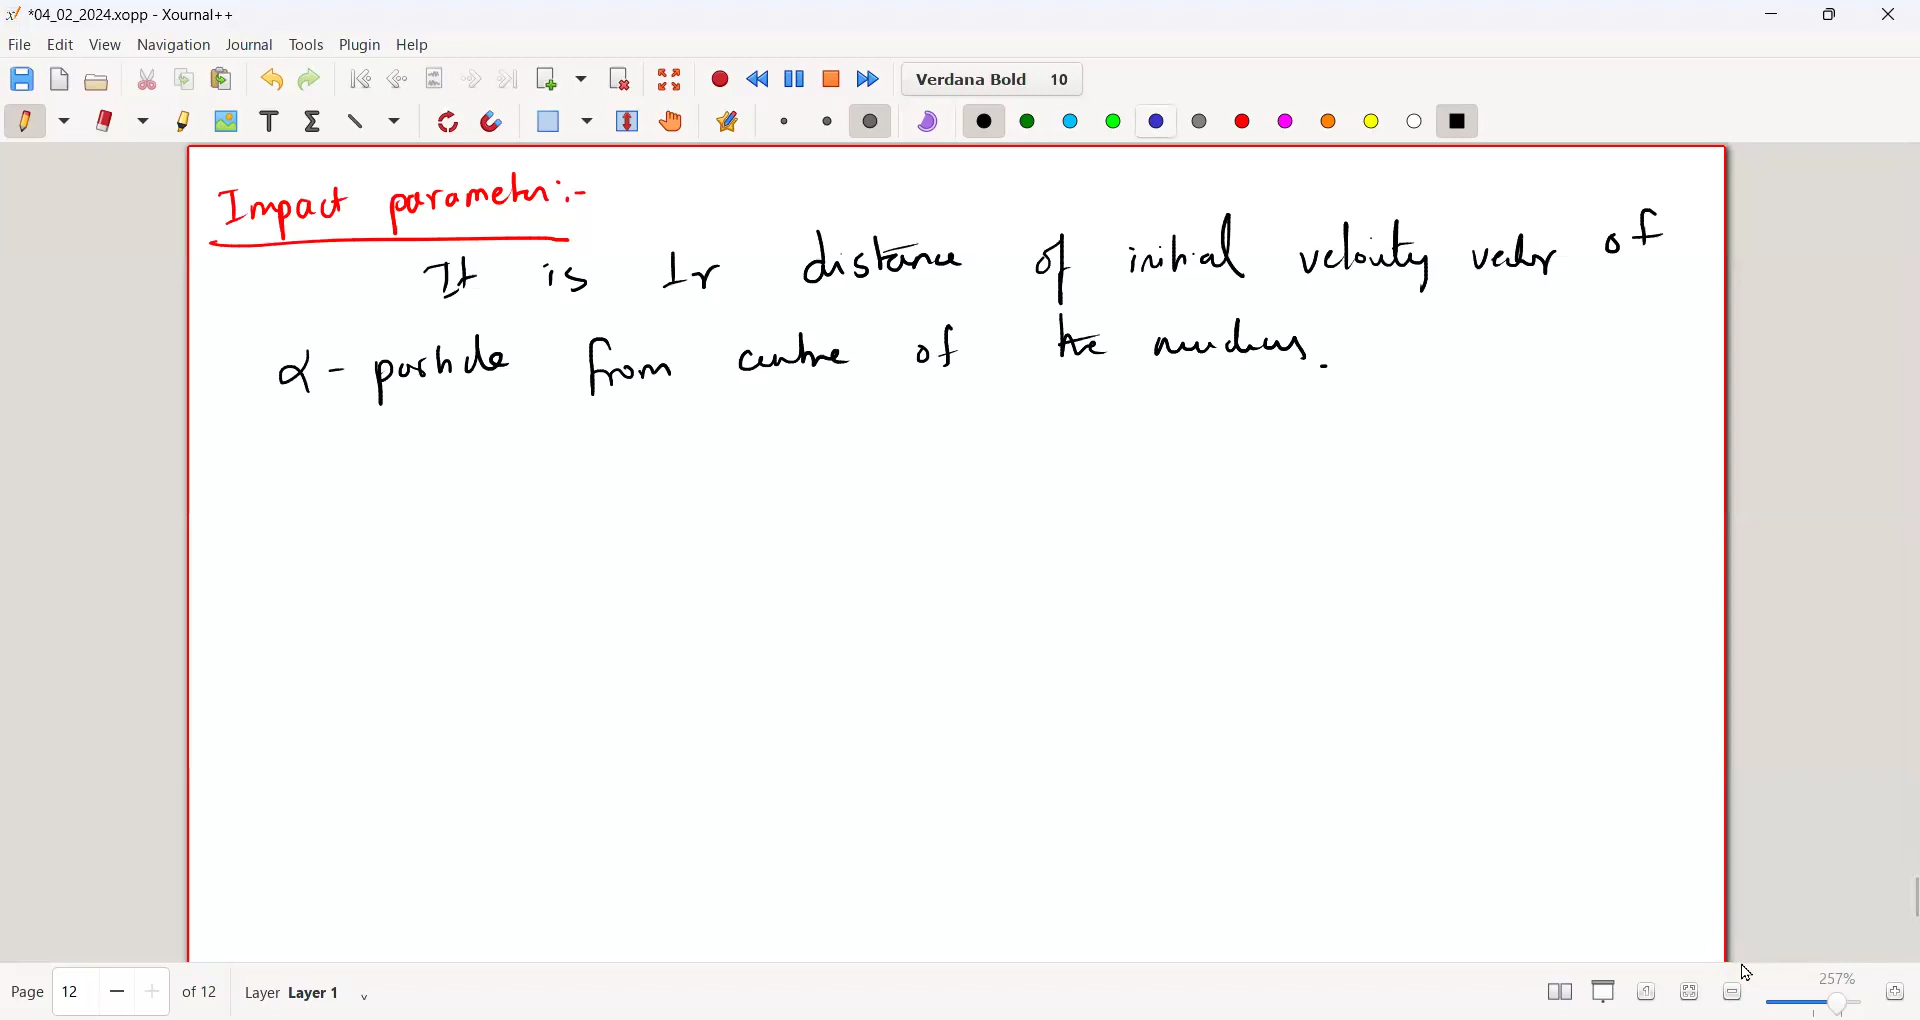 *04_02_2024.xopp - Xournal++
File Edit View Navigation Journal Tools Plugin Help
Verdana Bold 10
Impact parameter:-
It is ⊥r distance of initial velocity vector of
α - particle from centre of the nucleus.
Page 12 of 12 Layer Layer 1
257%